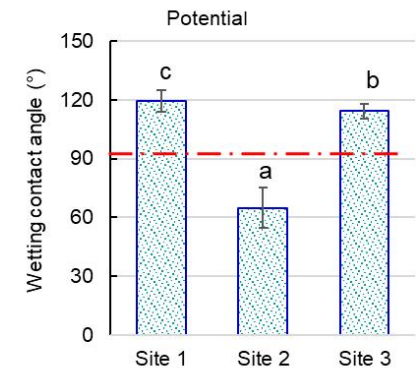 Potential
Wetting contact angle (°)
150
120
90
60
30
0
c
a
b
Site 1 Site 2 Site 3